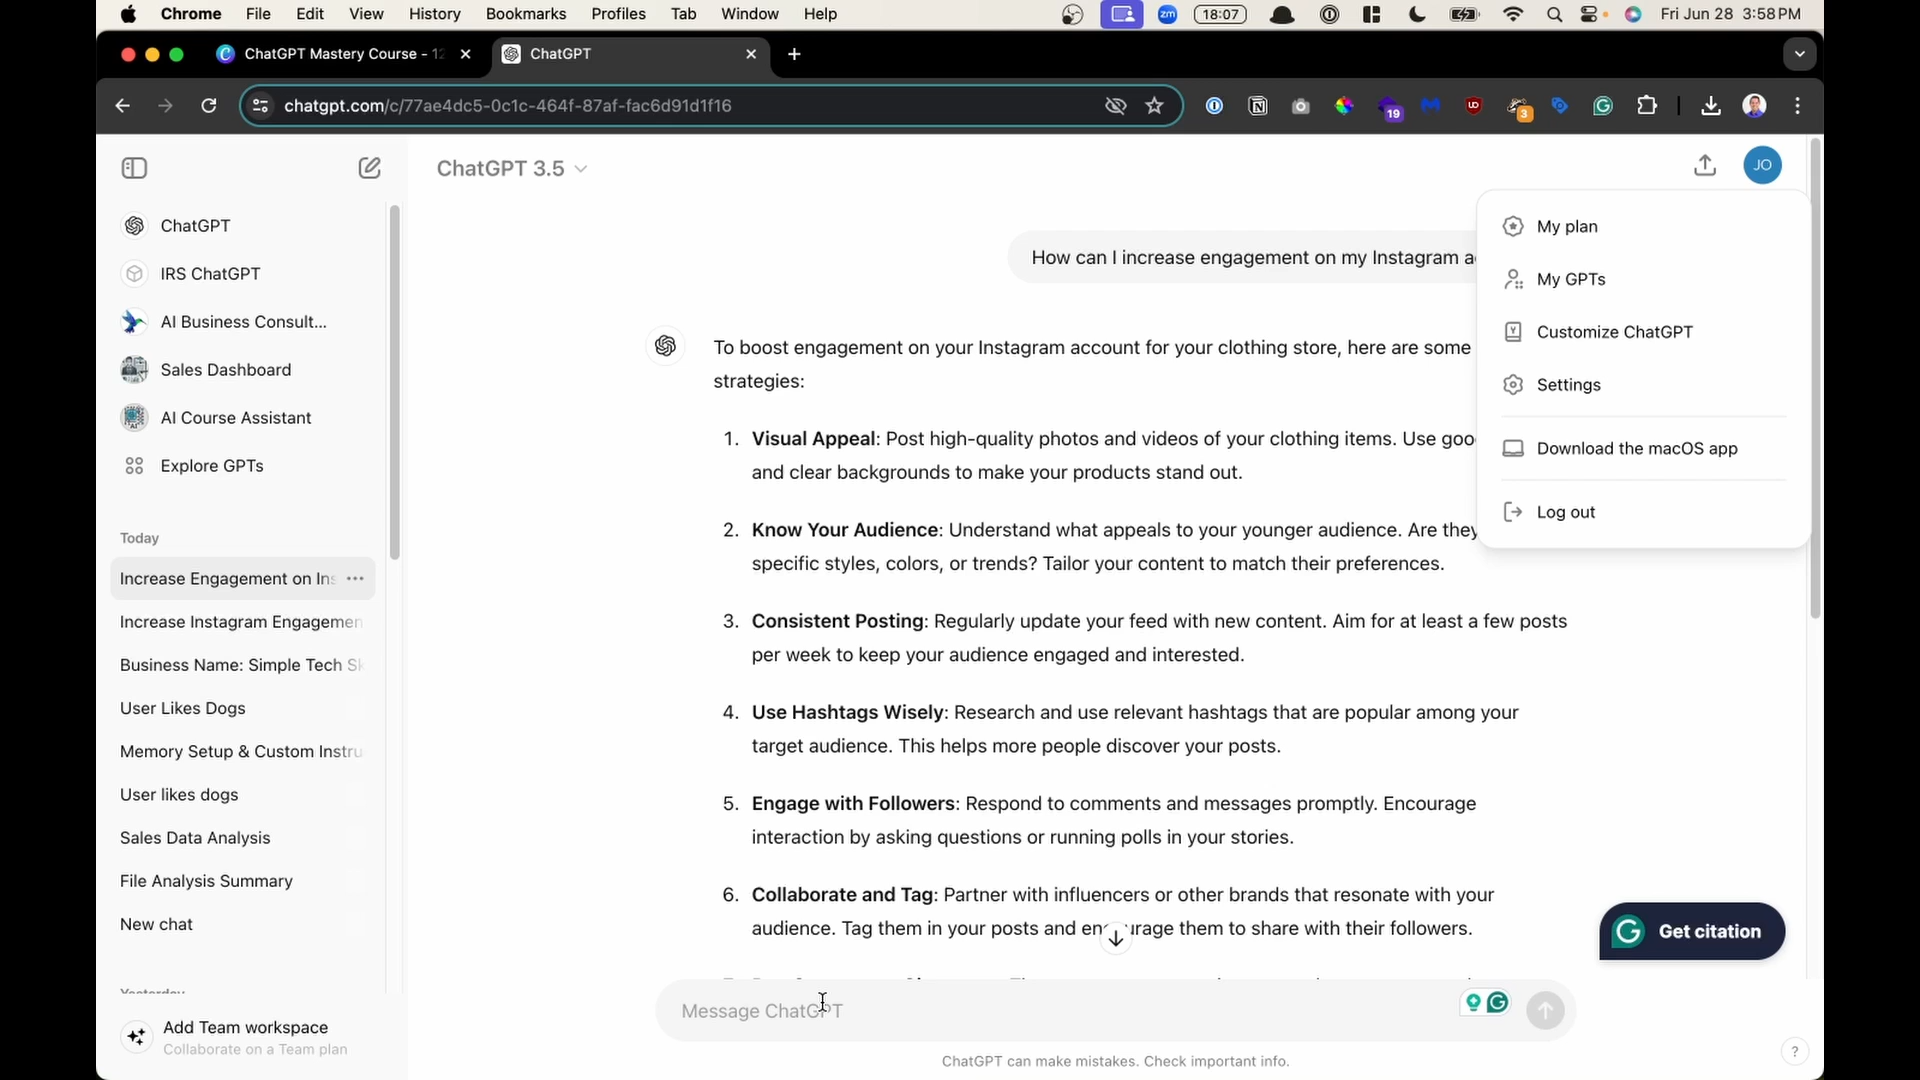 Chrome File Edit View History Bookmarks Profiles Tab Window Help zm 18:07 Fri Jun 28 3:58 PM
ChatGPT Mastery Course - 12
ChatGPT
chatgpt.com/c/77ae4dc5-0c1c-464f-87af-fac6d91d1f16
19
3
ChatGPT 3.5
JO
ChatGPT
IRS ChatGPT
AI Business Consult...
Sales Dashboard
AI Course Assistant
Explore GPTs
Today
Increase Engagement on Ins
Increase Instagram Engagemen
Business Name: Simple Tech Sk
User Likes Dogs
Memory Setup & Custom Instru
User likes dogs
Sales Data Analysis
File Analysis Summary
New chat
Yesterday
Add Team workspace
Collaborate on a Team plan
How can I increase engagement on my Instagram a
To boost engagement on your Instagram account for your clothing store, here are some
strategies:
1. Visual Appeal: Post high-quality photos and videos of your clothing items. Use goo
and clear backgrounds to make your products stand out.
2. Know Your Audience: Understand what appeals to your younger audience. Are they
specific styles, colors, or trends? Tailor your content to match their preferences.
3. Consistent Posting: Regularly update your feed with new content. Aim for at least a few posts
per week to keep your audience engaged and interested.
4. Use Hashtags Wisely: Research and use relevant hashtags that are popular among your
target audience. This helps more people discover your posts.
5. Engage with Followers: Respond to comments and messages promptly. Encourage
interaction by asking questions or running polls in your stories.
6. Collaborate and Tag: Partner with influencers or other brands that resonate with your
audience. Tag them in your posts and encourage them to share with their followers.
My plan
My GPTs
Customize ChatGPT
Settings
Download the macOS app
Log out
Get citation
Message ChatGPT
ChatGPT can make mistakes. Check important info.
?